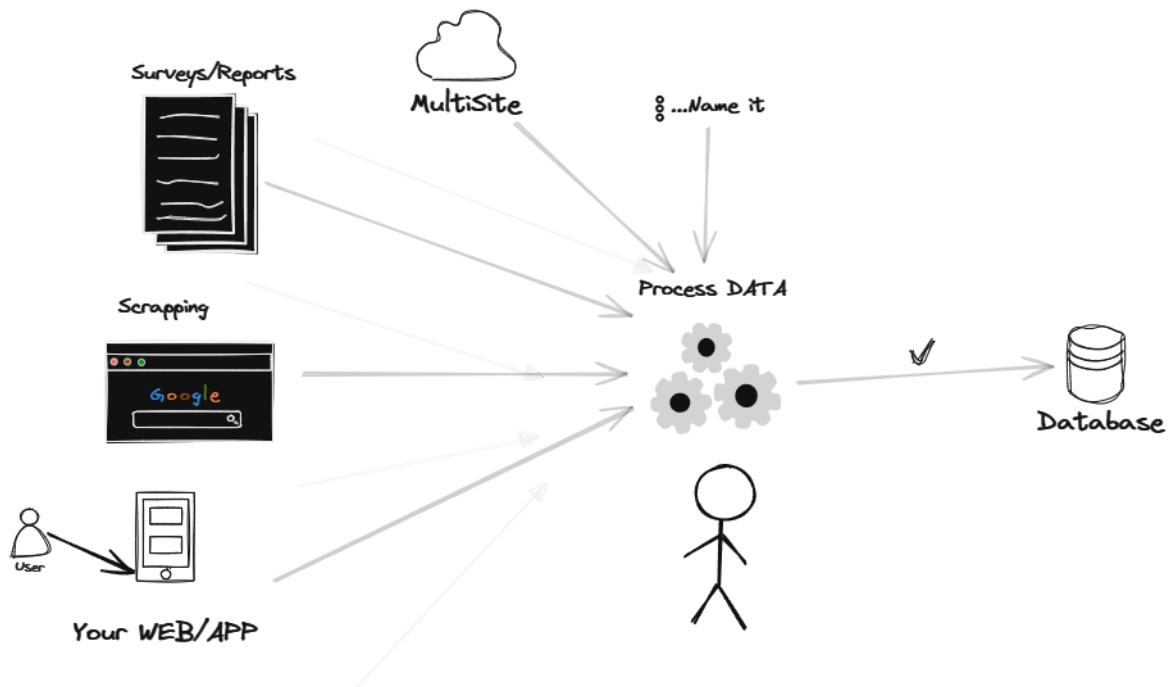 Surveys/Reports
MultiSite
...Name it
Process DATA
Scrapping
Google
Database
User
Your WEB/APP